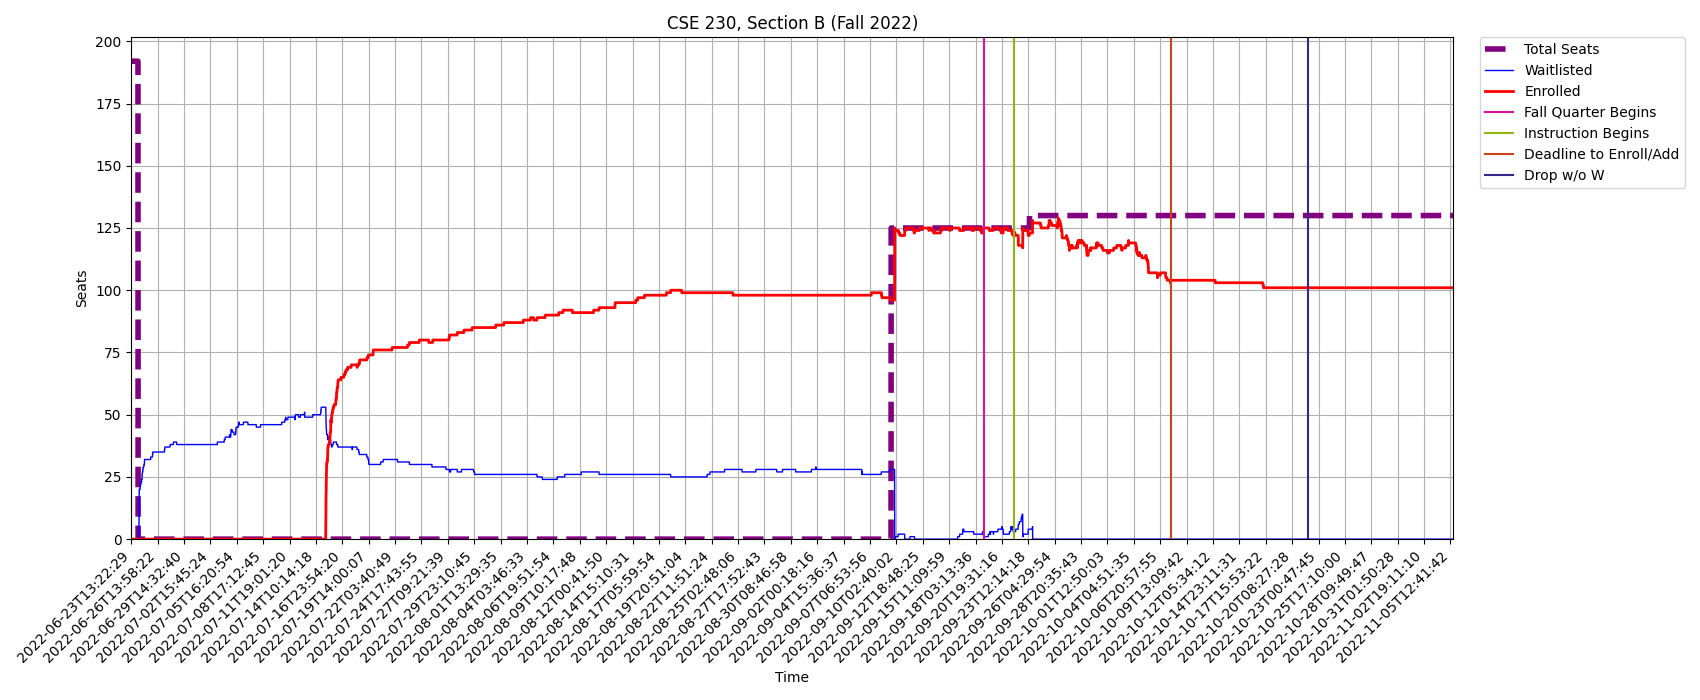 CSE 230, Section B (Fall 2022)
Total Seats
Waitlisted
Enrolled
Fall Quarter Begins
Instruction Begins
Deadline to Enroll/Add
Drop w/o W
Seats
200
175
150
125
100
75
50
25
0
2022-06-23T13:22:29
2022-06-26T13:58:22
2022-06-29T14:32:40
2022-07-02T15:45:24
2022-07-05T16:20:54
2022-07-08T17:12:45
2022-07-11T19:01:20
2022-07-14T10:14:18
2022-07-16T23:54:20
2022-07-19T14:00:07
2022-07-22T03:40:49
2022-07-24T17:43:55
2022-07-27T09:21:39
2022-07-29T23:10:45
2022-08-01T13:29:35
2022-08-04T03:46:33
2022-08-06T19:51:54
2022-08-09T10:17:48
2022-08-12T00:41:50
2022-08-14T15:10:31
2022-08-17T05:59:54
2022-08-19T20:51:04
2022-08-22T11:51:24
2022-08-25T02:48:06
2022-08-27T17:52:43
2022-08-30T08:46:58
2022-09-02T00:18:16
2022-09-04T15:36:37
2022-09-07T06:53:56
2022-09-10T02:40:02
2022-09-12T18:48:25
2022-09-15T11:09:59
2022-09-18T03:13:36
2022-09-20T19:31:16
2022-09-23T12:14:18
2022-09-26T04:29:54
2022-09-28T20:35:43
2022-10-01T12:50:03
2022-10-04T04:51:35
2022-10-06T20:57:55
2022-10-09T13:09:42
2022-10-12T05:34:12
2022-10-14T23:11:31
2022-10-17T15:53:22
2022-10-20T08:27:28
2022-10-23T00:47:45
2022-10-25T17:10:00
2022-10-28T09:49:47
2022-10-31T01:50:28
2022-11-02T19:11:10
2022-11-05T12:41:42
Time